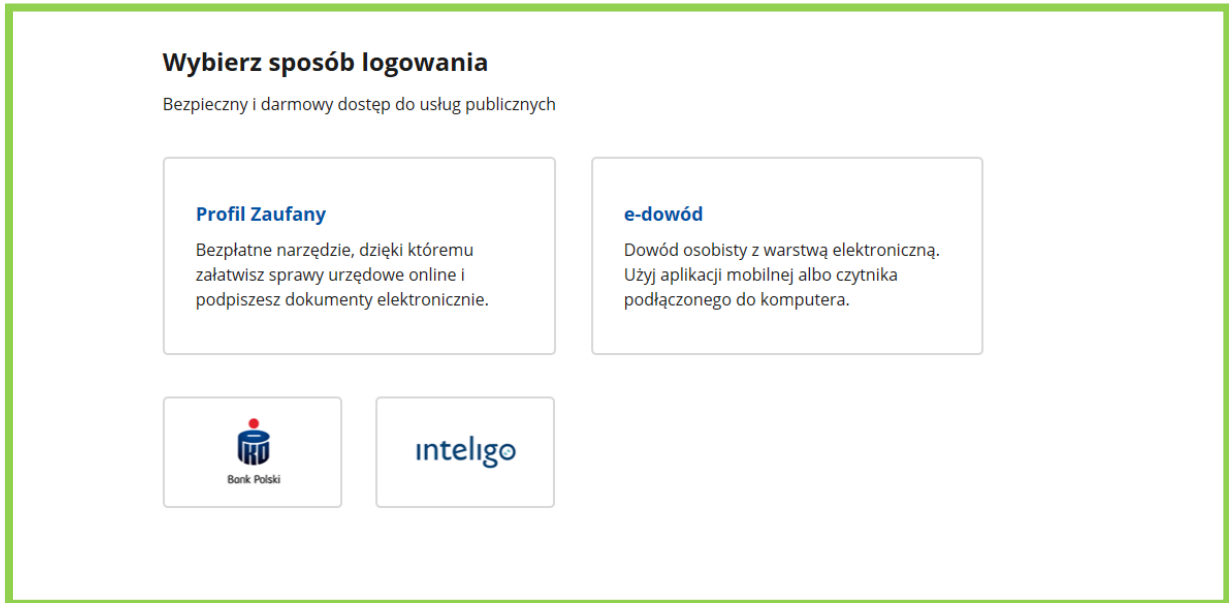 Wybierz sposób logowania
Bezpieczny i darmowy dostęp do usług publicznych
Profil Zaufany
Bezpłatne narzędzie, dzięki któremu
załatwisz sprawy urzędowe online i
podpiszesz dokumenty elektronicznie.
e-dowód
Dowód osobisty z warstwą elektroniczną.
Użyj aplikacji mobilnej albo czytnika
podłączonego do komputera.
PKO
Bank Polski
inteligo